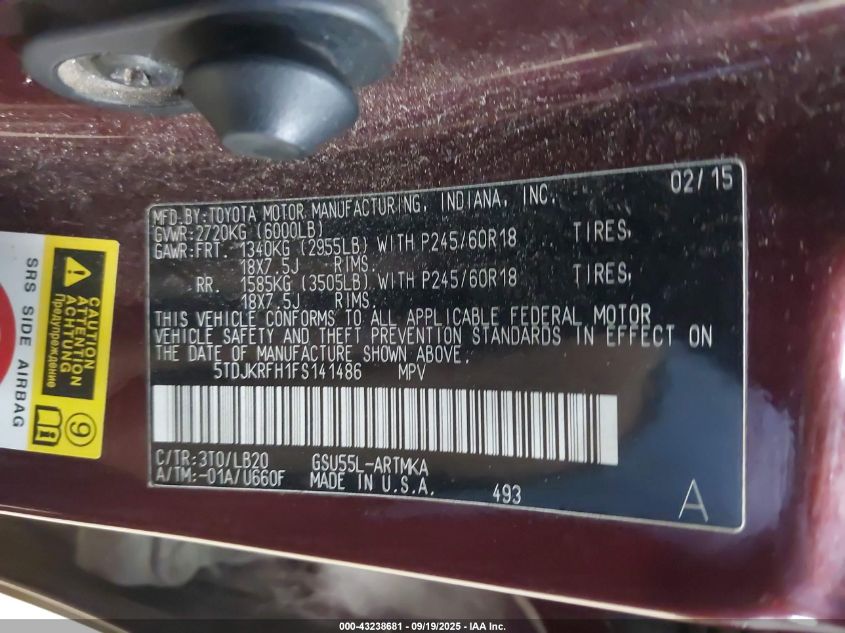 02/15
MFD.BY:TOYOTA MOTOR MANUFACTURING, INDIANA, INC.
GVWR:2720KG (6000LB)
GAWR:FRT. 1340KG (2955LB) WITH P245/60R18 TIRES,
18X7.5J RIMS.
RR. 1585KG (3505LB) WITH P245/60R18 TIRES,
18X7.5J RIMS.
THIS VEHICLE CONFORMS TO ALL APPLICABLE FEDERAL MOTOR
VEHICLE SAFETY AND THEFT PREVENTION STANDARDS IN EFFECT ON
THE DATE OF MANUFACTURE SHOWN ABOVE.
5TDJKRFH1FS141486 MPV
C/TR:3T0/LB20 GSU55L-ARTMKA
A/TM:-01A/U660F MADE IN U.S.A.
493
A
SRS SIDE AIRBAG
CAUTION
ATTENTION
ACHTUNG
Предупреждение
9
i
000-43238681 - 09/19/2025 - IAA Inc.